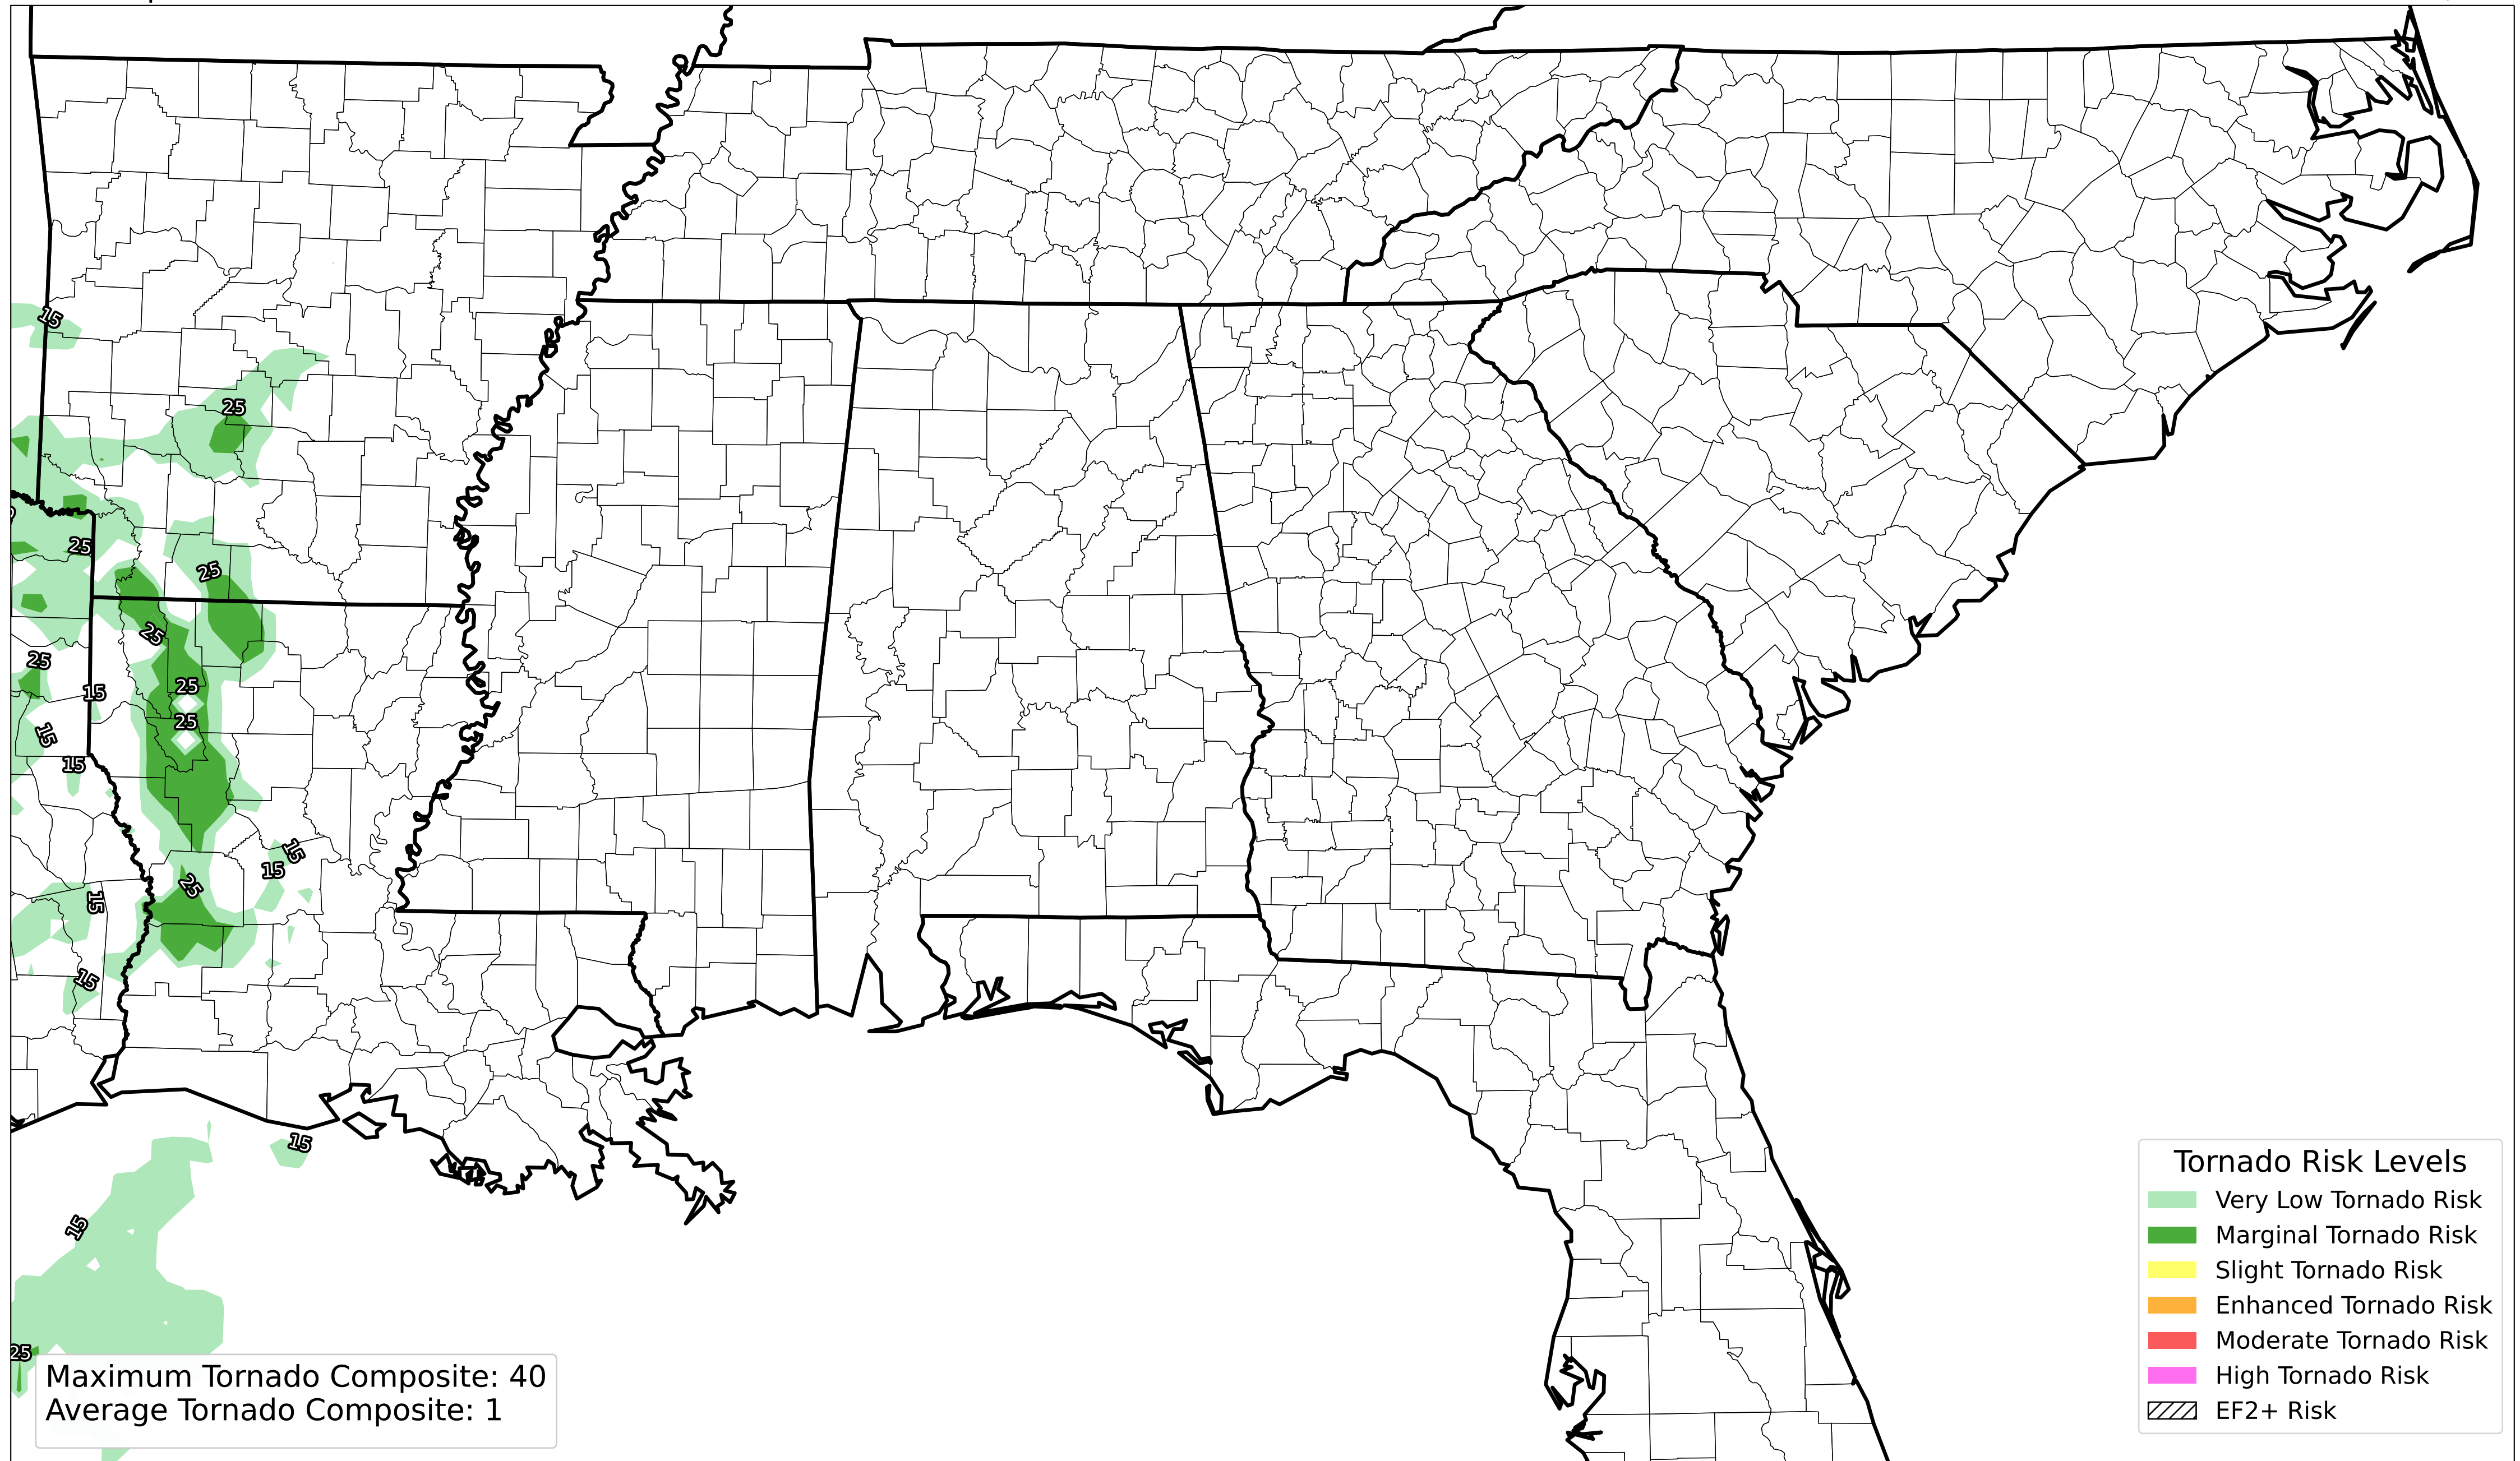 15
25
25
25
25
25
15
25
25
15
15
15
15
15
25
15
15
15
25
Maximum Tornado Composite: 40
Average Tornado Composite: 1
Tornado Risk Levels
Very Low Tornado Risk
Marginal Tornado Risk
Slight Tornado Risk
Enhanced Tornado Risk
Moderate Tornado Risk
High Tornado Risk
EF2+ Risk